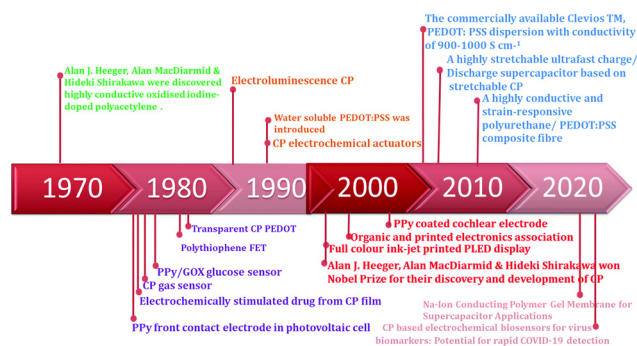 The commercially available Clevios TM,
PEDOT: PSS dispersion with conductivity
of 900-1000 S cm-¹
Alan J. Heeger, Alan MacDiarmid &
Hideki Shirakawa were discovered
highly conductive oxidised iodine-
doped polyacetylene .
Electroluminescence CP
A highly stretchable ultrafast charge/
Discharge supercapacitor based on
stretchable CP
Water soluble PEDOT:PSS was
introduced
CP electrochemical actuators
A highly conductive and
strain-responsive
polyurethane/ PEDOT:PSS
composite fibre
1970
1980
1990
2000
2010
2020
Transparent CP PEDOT
Polythiophene FET
PPy/GOX glucose sensor
CP gas sensor
Electrochemically stimulated drug from CP film
PPy front contact electrode in photovoltaic cell
PPy coated cochlear electrode
Organic and printed electronics association
Full colour ink-jet printed PLED display
Alan J. Heeger, Alan MacDiarmid & Hideki Shirakawa won
Nobel Prize for their discovery and development of CP
Na-Ion Conducting Polymer Gel Membrane for
Supercapacitor Applications
CP based electrochemical biosensors for virus
biomarkers: Potential for rapid COVID-19 detection